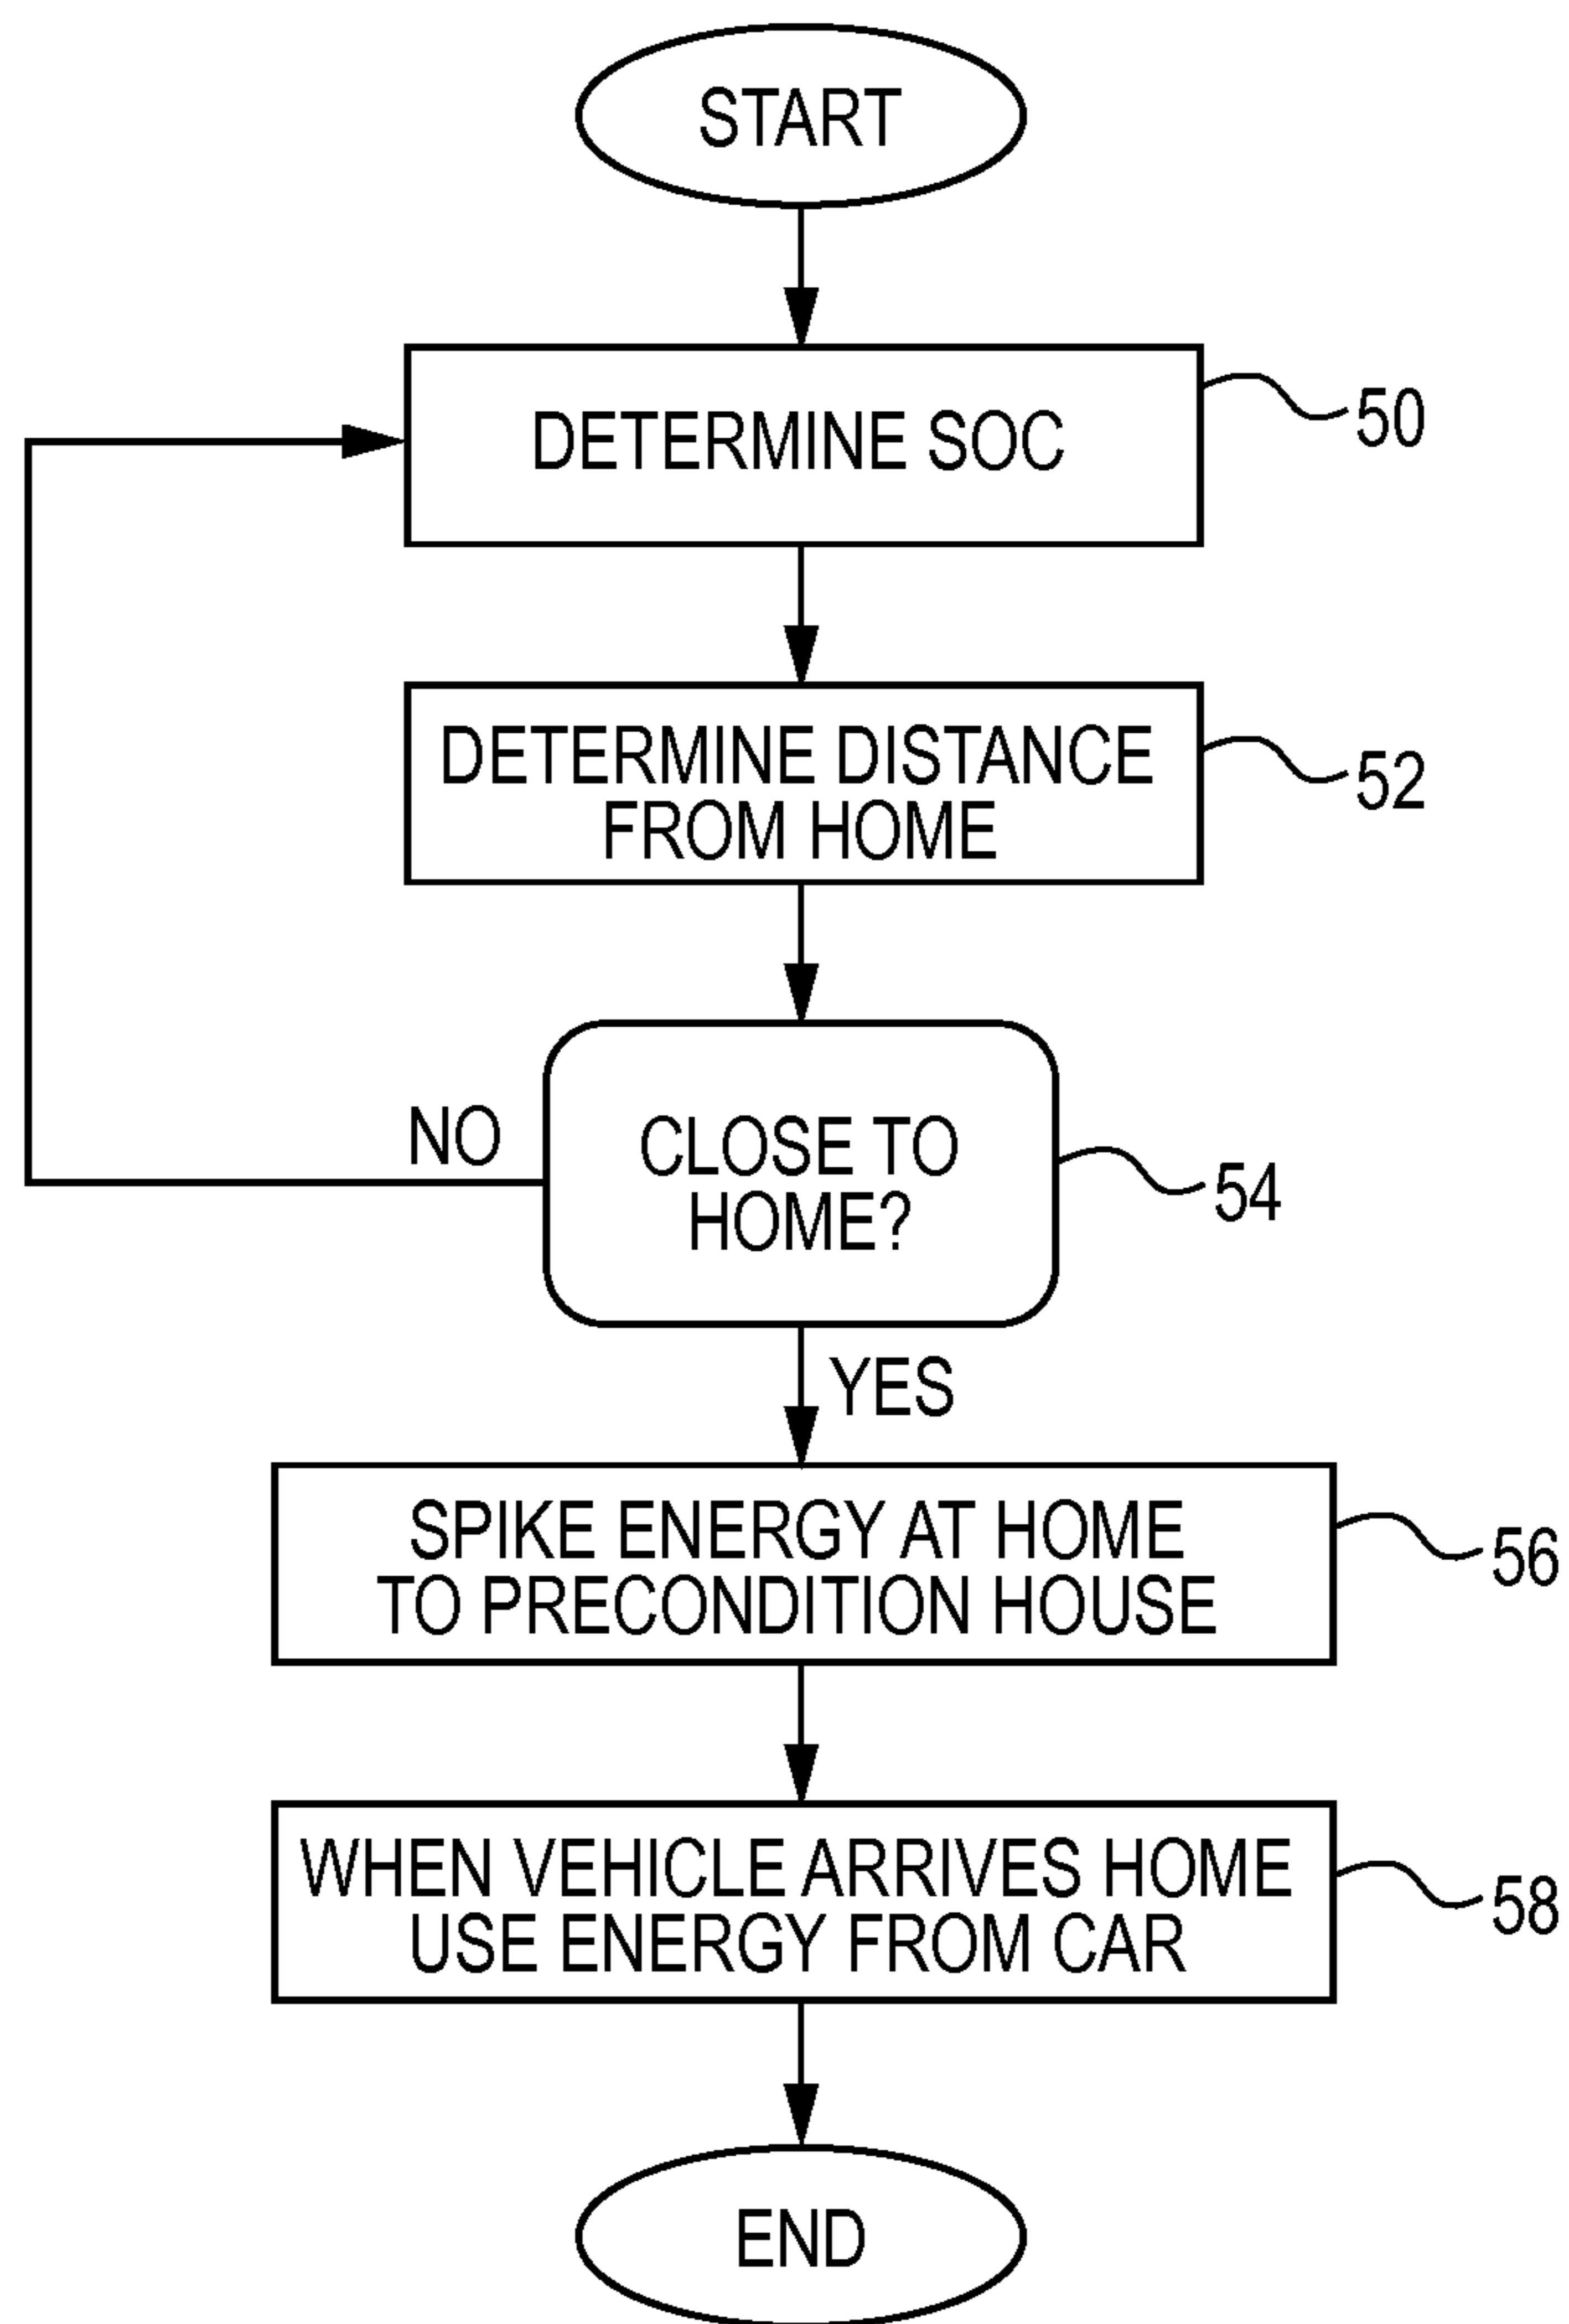 START
DETERMINE SOC
50
DETERMINE DISTANCE
FROM HOME
52
NO
CLOSE TO
HOME?
54
YES
SPIKE ENERGY AT HOME
TO PRECONDITION HOUSE
56
WHEN VEHICLE ARRIVES HOME
USE ENERGY FROM CAR
58
END